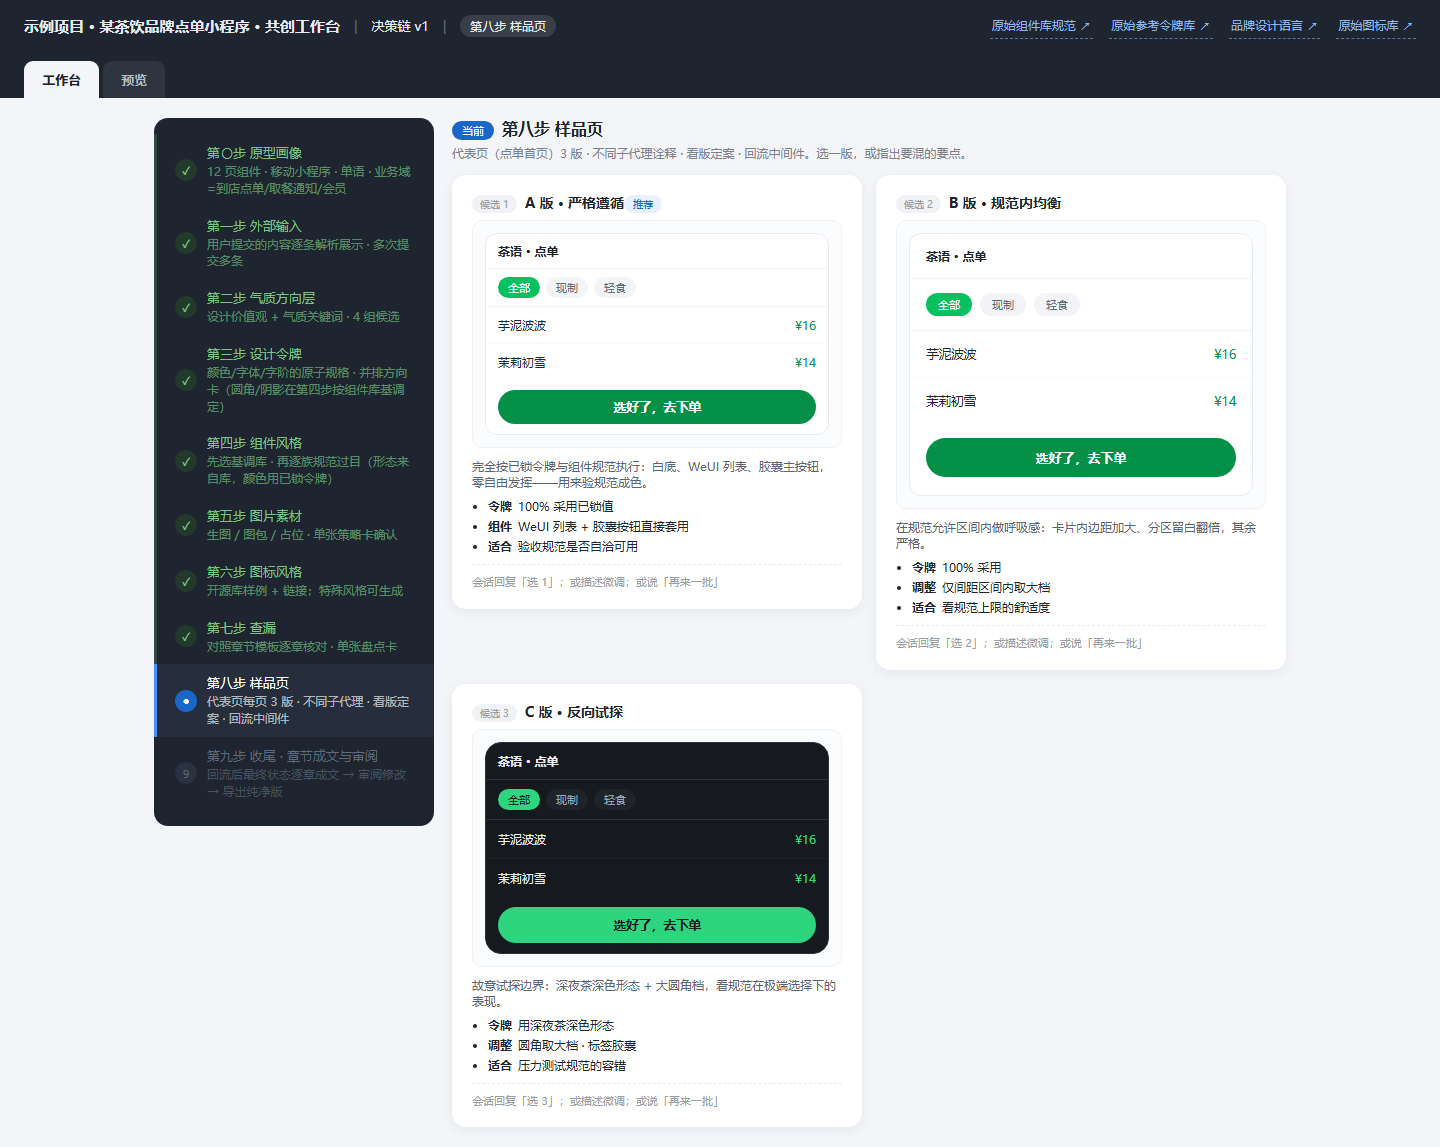 示例项目 • 某茶饮品牌点单小程序 • 共创工作台 | 决策链 v1 | 第八步 样品页
原始组件库规范 ↗ 原始参考令牌库 ↗ 品牌设计语言 ↗ 原始图标库 ↗
工作台 预览
✓ 第〇步 原型画像
12 页组件 · 移动小程序 · 单语 · 业务域
=到店点单/取餐通知/会员
✓ 第一步 外部输入
用户提交的内容逐条解析展示 · 多次提
交多条
✓ 第二步 气质方向层
设计价值观 + 气质关键词 · 4 组候选
✓ 第三步 设计令牌
颜色/字体/字阶的原子规格 · 并排方向
卡（圆角/阴影在第四步按组件库基调
定）
✓ 第四步 组件风格
先选基调库 · 再逐族规范过目（形态来
自库，颜色用已锁令牌）
✓ 第五步 图片素材
生图 / 图包 / 占位 · 单张策略卡确认
✓ 第六步 图标风格
开源库样例 + 链接；特殊风格可生成
✓ 第七步 查漏
对照章节模板逐章核对 · 单张盘点卡
第八步 样品页
代表页每页 3 版 · 不同子代理 · 看版定
案 · 回流中间件
9 第九步 收尾 · 章节成文与审阅
回流后最终状态逐章成文 → 审阅修改
→ 导出纯净版
当前 第八步 样品页
代表页（点单首页）3 版 · 不同子代理诠释 · 看版定案 · 回流中间件。选一版，或指出要混的要点。
候选 1 A 版 • 严格遵循 推荐
茶语 • 点单
全部 现制 轻食
芋泥波波 ¥16
茉莉初雪 ¥14
选好了，去下单
完全按已锁令牌与组件规范执行：白底、WeUI 列表、胶囊主按钮，
零自由发挥——用来验规范成色。
• 令牌 100% 采用已锁值
• 组件 WeUI 列表 + 胶囊按钮直接套用
• 适合 验收规范是否自洽可用
会话回复「选 1」；或描述微调；或说「再来一批」
候选 2 B 版 • 规范内均衡
茶语 • 点单
全部 现制 轻食
芋泥波波 ¥16
茉莉初雪 ¥14
选好了，去下单
在规范允许区间内做呼吸感：卡片内边距加大、分区留白翻倍，其余
严格。
• 令牌 100% 采用
• 调整 仅间距区间内取大档
• 适合 看规范上限的舒适度
会话回复「选 2」；或描述微调；或说「再来一批」
候选 3 C 版 • 反向试探
茶语 • 点单
全部 现制 轻食
芋泥波波 ¥16
茉莉初雪 ¥14
选好了，去下单
故意试探边界：深夜茶深色形态 + 大圆角档，看规范在极端选择下的
表现。
• 令牌 用深夜茶深色形态
• 调整 圆角取大档 · 标签胶囊
• 适合 压力测试规范的容错
会话回复「选 3」；或描述微调；或说「再来一批」